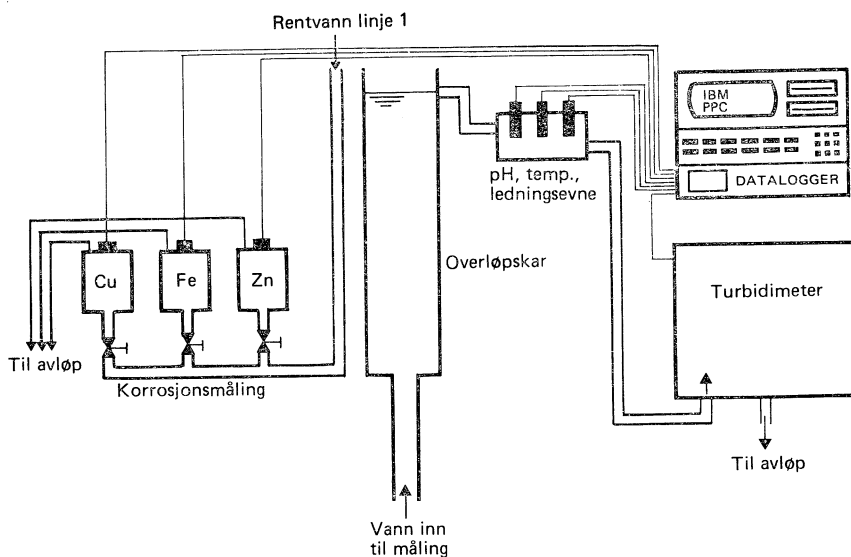 Rentvann linje 1
IBM
PPC
DATALOGGER
pH, temp.,
ledningsevne
Overløpskar
Turbidimeter
Cu
Fe
Zn
Til avløp
Korrosjonsmåling
Til avløp
Vann inn
til måling